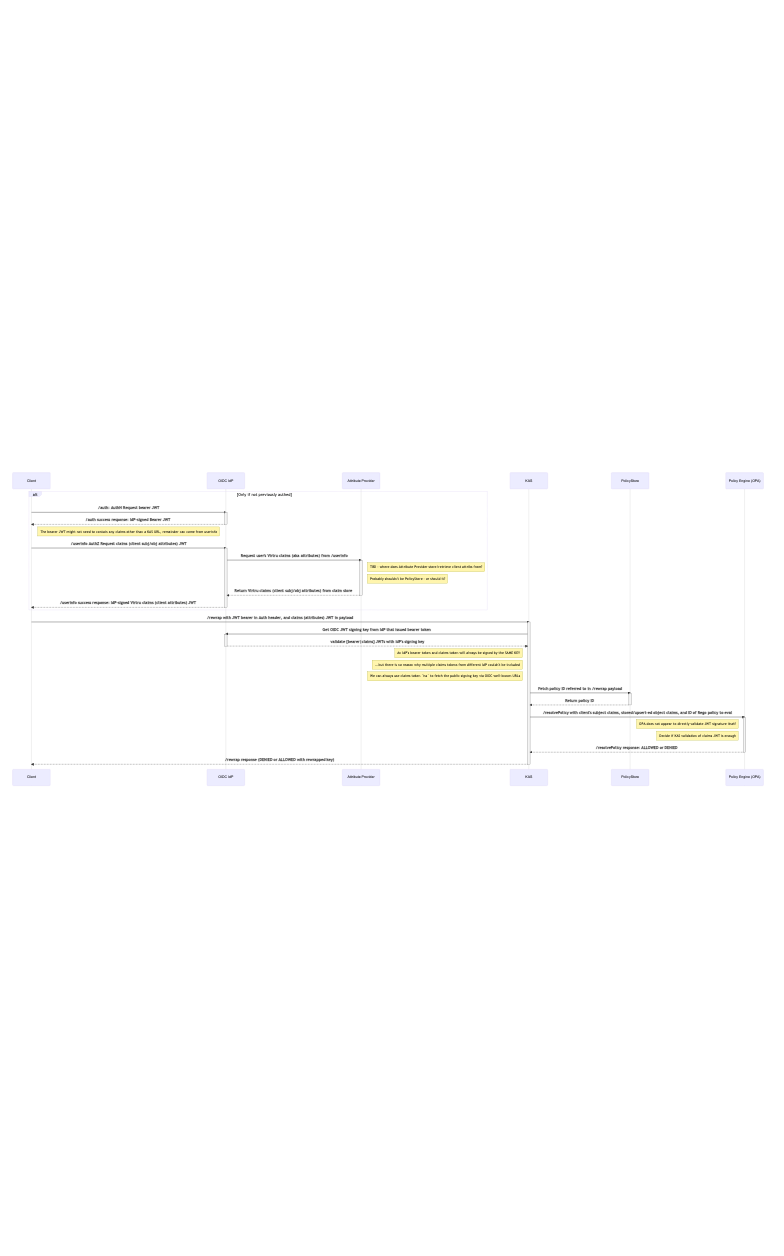 Client
OIDC IdP
Attribute Provider
KAS
PolicyStore
Policy Engine (OPA)
alt
[Only if not previously authed]
/auth: AuthN Request bearer JWT
/auth success response: IdP-signed Bearer JWT
The bearer JWT might not need to contain any claims other than a KAS URL, remainder can come from userinfo
/userinfo AuthZ Request claims (client subj/obj attributes) JWT
Request user's Virtru claims (aka attributes) from /userinfo
TBD - where does Attribute Provider store/retrieve client attribs from?
Probably shouldn't be PolicyStore - or should it?
Return Virtru claims (client subj/obj) attributes) from claim store
/userinfo success response: IdP-signed Virtru claims (client attributes) JWT
/rewrap with JWT bearer in Auth header, and claims (attributes) JWT in payload
Get OIDC JWT signing key from IdP that issued bearer token
validate [bearer|claims] JWTs with IdP's signing key
An IdP's bearer token and claims token will always be signed by the SAME KEY
...but there is no reason why multiple claims tokens from different IdP couldn't be included
We can always use claims token to fetch the public signing key via OIDC well-known URLs
Fetch policy ID referred to in /rewrap payload
Return policy ID
/resolvePolicy with client's subject claims, object claims, and ID of Rego policy to eval
OPA does not appear to directly validate JWT signature itself
Decide if KAS validation of claims JWT is enough
/resolvePolicy response: ALLOWED or DENIED
/rewrap response (DENIED or ALLOWED with rewrapped key)
Client
OIDC IdP
Attribute Provider
KAS
PolicyStore
Policy Engine (OPA)